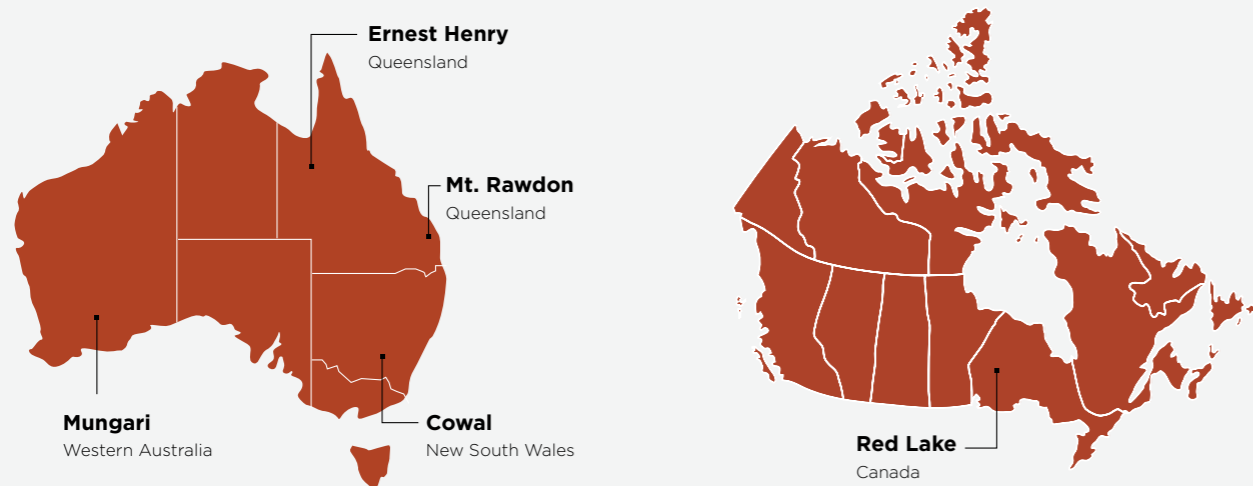 Ernest Henry
Queensland
Mt. Rawdon
Queensland
Mungari
Western Australia
Cowal
New South Wales
Red Lake
Canada